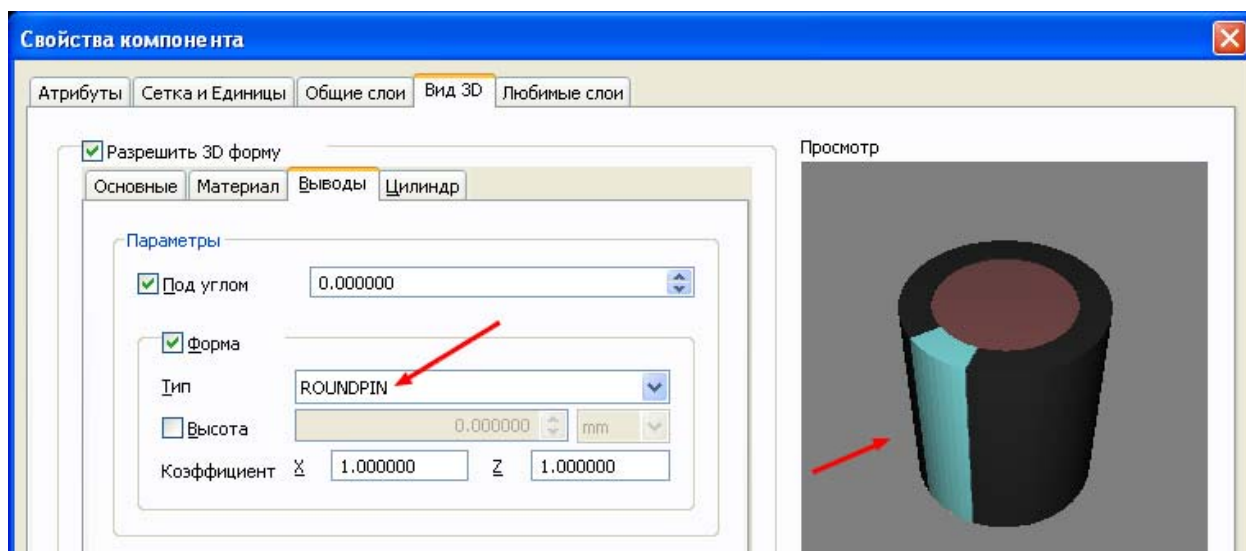 Свойства компонента
Атрибуты Сетка и Единицы Общие слои Вид 3D Любимые слои
Разрешить 3D форму
Просмотр
Основные Материал Выводы Цилиндр
Параметры
Под углом 0.000000
Форма
Тип ROUNDPIN
Высота 0.000000 mm
Коэффициент X 1.000000 Z 1.000000